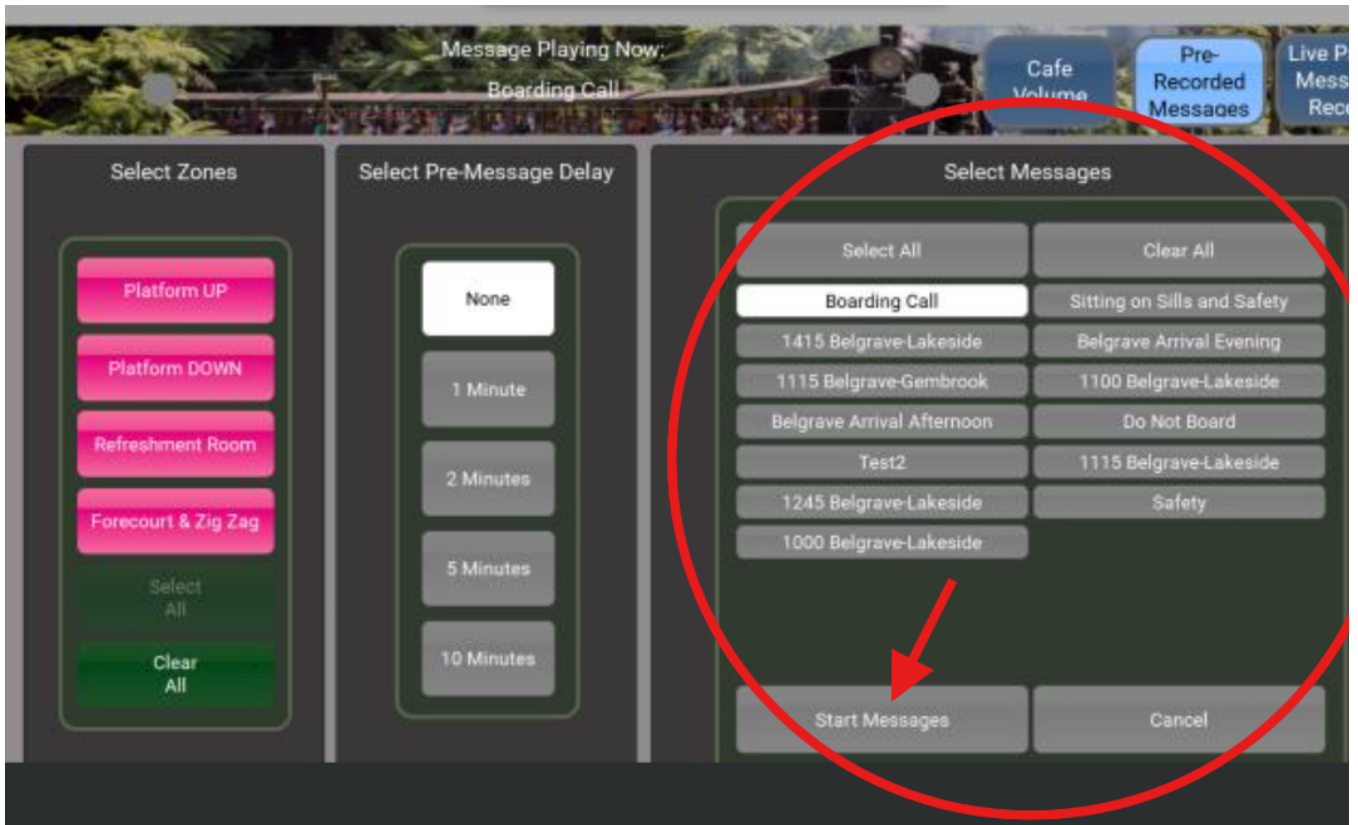 Message Playing Now:
Boarding Call
Cafe
Volume
Pre-
Recorded
Messages
Live
Select Zones
Platform UP
Platform DOWN
Refreshment Room
Forecourt & Zig Zag
Select
All
Clear
All
Select Pre-Message Delay
None
1 Minute
2 Minutes
5 Minutes
10 Minutes
Select Messages
Select All
Clear All
Boarding Call
Sitting on Sills and Safety
1415 Belgrave-Lakeside
Belgrave Arrival Evening
1115 Belgrave-Gembrook
1100 Belgrave-Lakeside
Belgrave Arrival Afternoon
Do Not Board
Test2
1115 Belgrave-Lakeside
1245 Belgrave-Lakeside
Safety
1000 Belgrave-Lakeside
Start Messages
Cancel